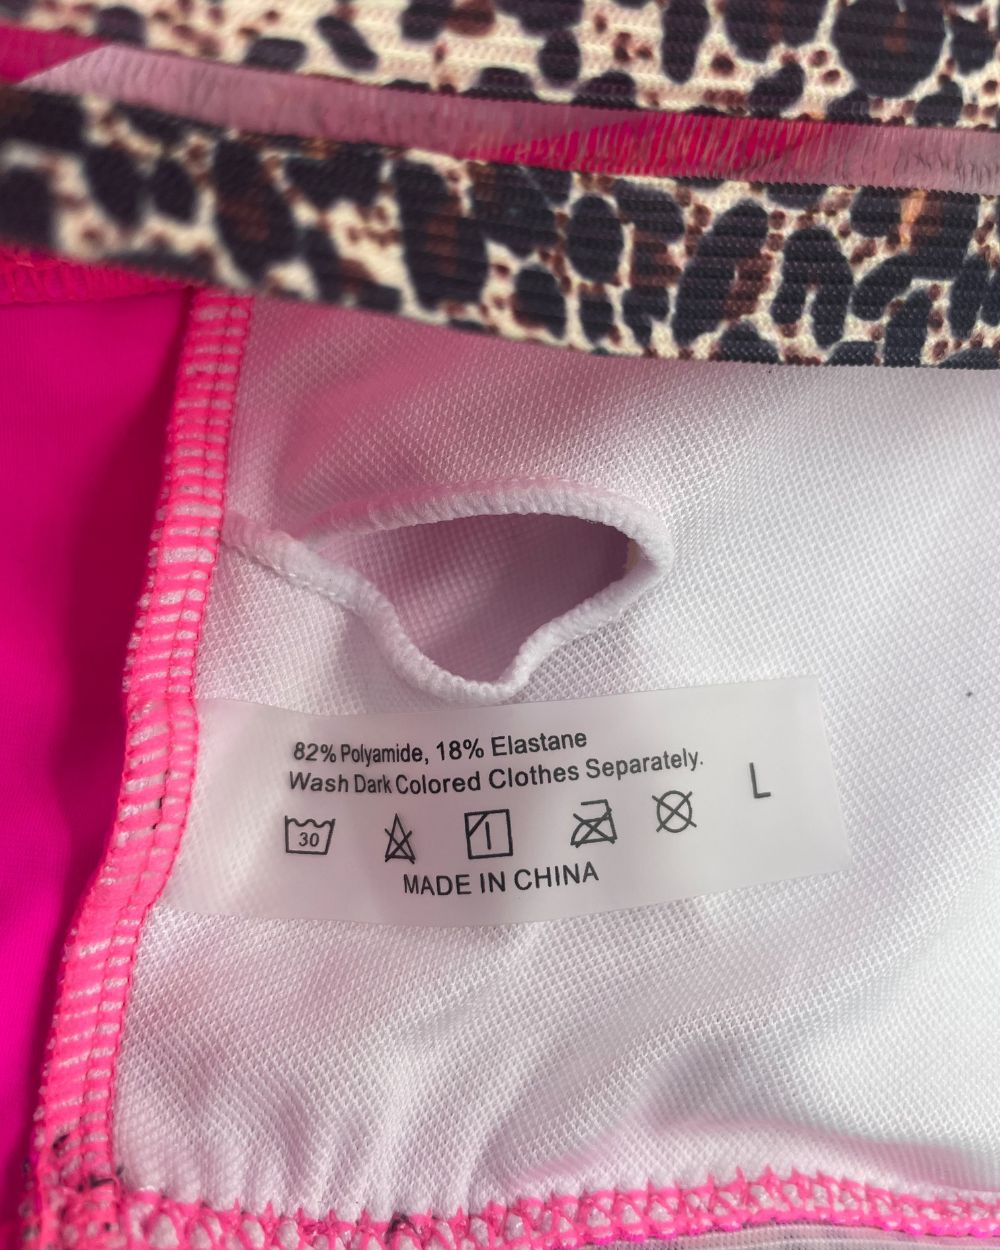 82% Polyamide, 18% Elastane
Wash Dark Colored Clothes Separately.
L
30
MADE IN CHINA